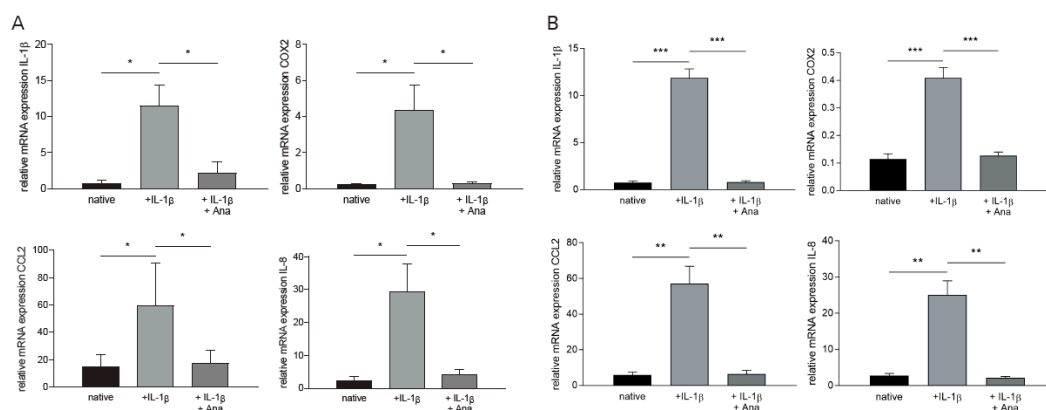 A
relative mRNA expression IL-1β
20
15
10
5
0
*
*
native
+IL-1β
+ IL-1β
+ Ana
relative mRNA expression COX2
8
6
4
2
0
*
*
native
+IL-1β
+ IL-1β
+ Ana
relative mRNA expression CCL2
100
80
60
40
20
0
*
*
native
+IL-1β
+ IL-1β
+ Ana
relative mRNA expression IL-8
40
30
20
10
0
*
*
native
+IL-1β
+ IL-1β
+ Ana
B
relative mRNA expression IL-1β
15
10
5
0
***
***
native
+IL-1β
+ IL-1β
+ Ana
relative mRNA expression COX2
0.5
0.4
0.3
0.2
0.1
0.0
***
***
native
+IL-1β
+ IL-1β
+ Ana
relative mRNA expression CCL2
80
60
40
20
0
**
**
native
+IL-1β
+ IL-1β
+ Ana
relative mRNA expression IL-8
40
30
20
10
0
**
**
native
+IL-1β
+ IL-1β
+ Ana